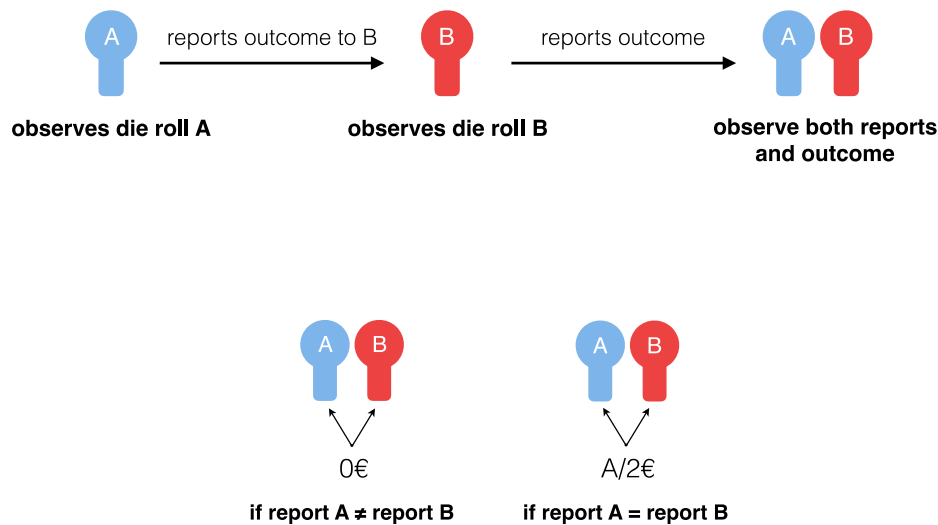 A reports outcome to B B reports outcome A B
observes die roll A observes die roll B observe both reports
and outcome
A B A B
0€ A/2€
if report A ≠ report B if report A = report B